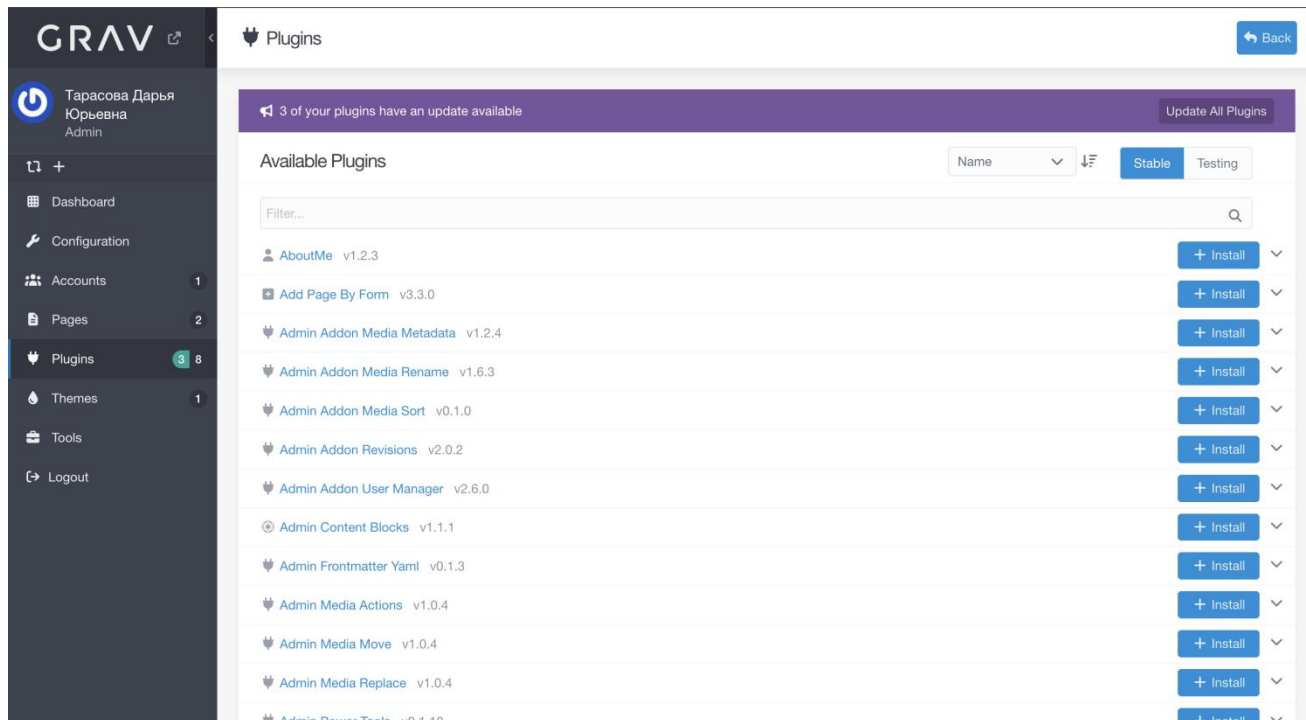 GRAV
Plugins
Back
Тарасова Дарья
Юрьевна
Admin
3 of your plugins have an update available
Update All Plugins
Available Plugins
Name
Stable
Testing
Dashboard
Filter...
Configuration
AboutMe v1.2.3
+ Install
Accounts 1
Add Page By Form v3.3.0
+ Install
Pages 2
Admin Addon Media Metadata v1.2.4
+ Install
Plugins 3 8
Admin Addon Media Rename v1.6.3
+ Install
Themes 1
Admin Addon Media Sort v0.1.0
+ Install
Tools
Admin Addon Revisions v2.0.2
+ Install
Logout
Admin Addon User Manager v2.6.0
+ Install
Admin Content Blocks v1.1.1
+ Install
Admin Frontmatter Yaml v0.1.3
+ Install
Admin Media Actions v1.0.4
+ Install
Admin Media Move v1.0.4
+ Install
Admin Media Replace v1.0.4
+ Install